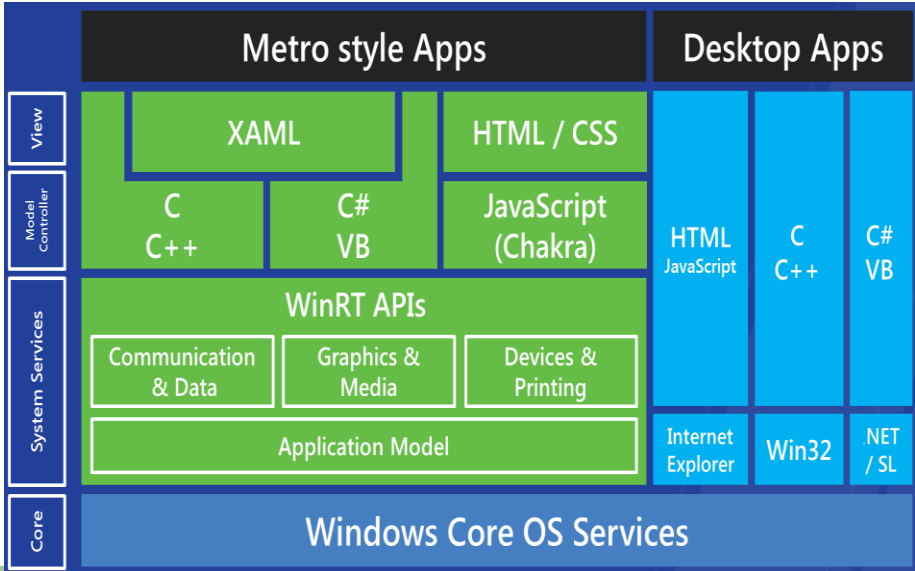 Metro style Apps
Desktop Apps
View
XAML
HTML / CSS
Model
Controller
C
C++
C#
VB
JavaScript
(Chakra)
HTML
JavaScript
C
C++
C#
VB
System Services
WinRT APIs
Communication
& Data
Graphics &
Media
Devices &
Printing
Application Model
Internet
Explorer
Win32
.NET
/ SL
Core
Windows Core OS Services